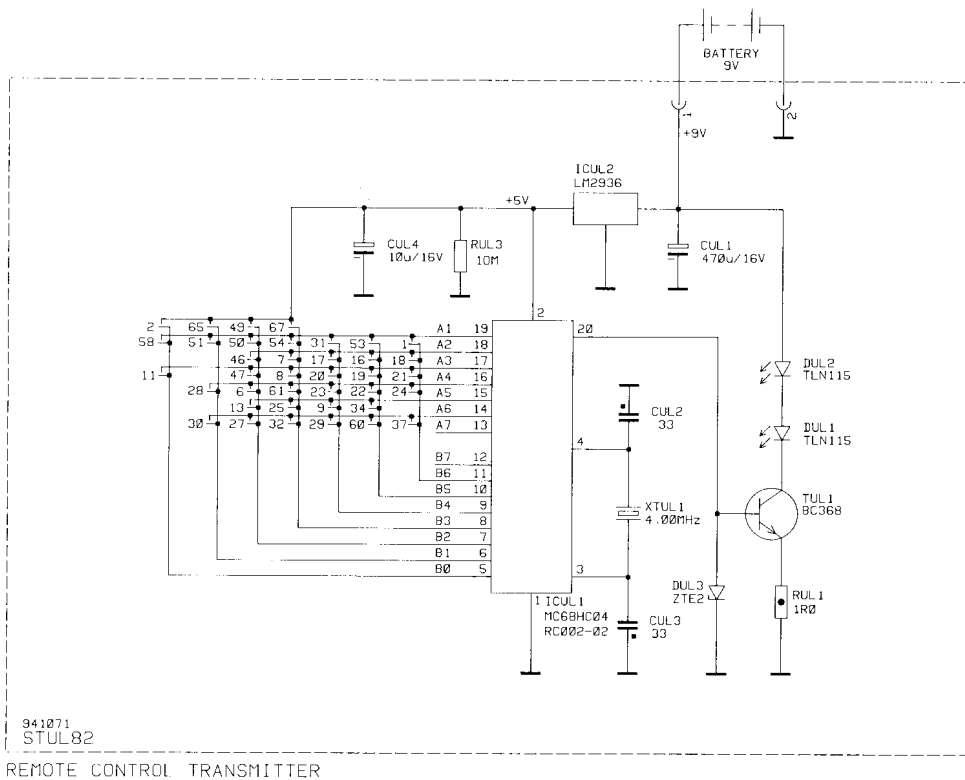 BATTERY
9V
1
2
+9V
ICUL2
LM2936
+5V
CUL4
10u/16V
RUL3
10M
CUL1
470u/16V
2
2 65 49 67 A1 19 20
58 51 50 54 31 53 1 A2 18
46 7 17 16 18 A3 17
11 47 8 20 19 21 A4 16
28 6 61 23 22 24 A5 15
13 25 9 34 A6 14
30 27 32 29 60 37 A7 13
B7 12
B6 11
B5 10
B4 9
B3 8
B2 7
B1 6
B0 5
4
3
1
DUL2
TLN115
CUL2
33
DUL1
TLN115
XTUL1
4.00MHz
TUL1
BC368
DUL3
ZTE2
RUL1
1R0
ICUL1
MC68HC04
RC002-02
CUL3
33
941071
STUL82
REMOTE CONTROL TRANSMITTER